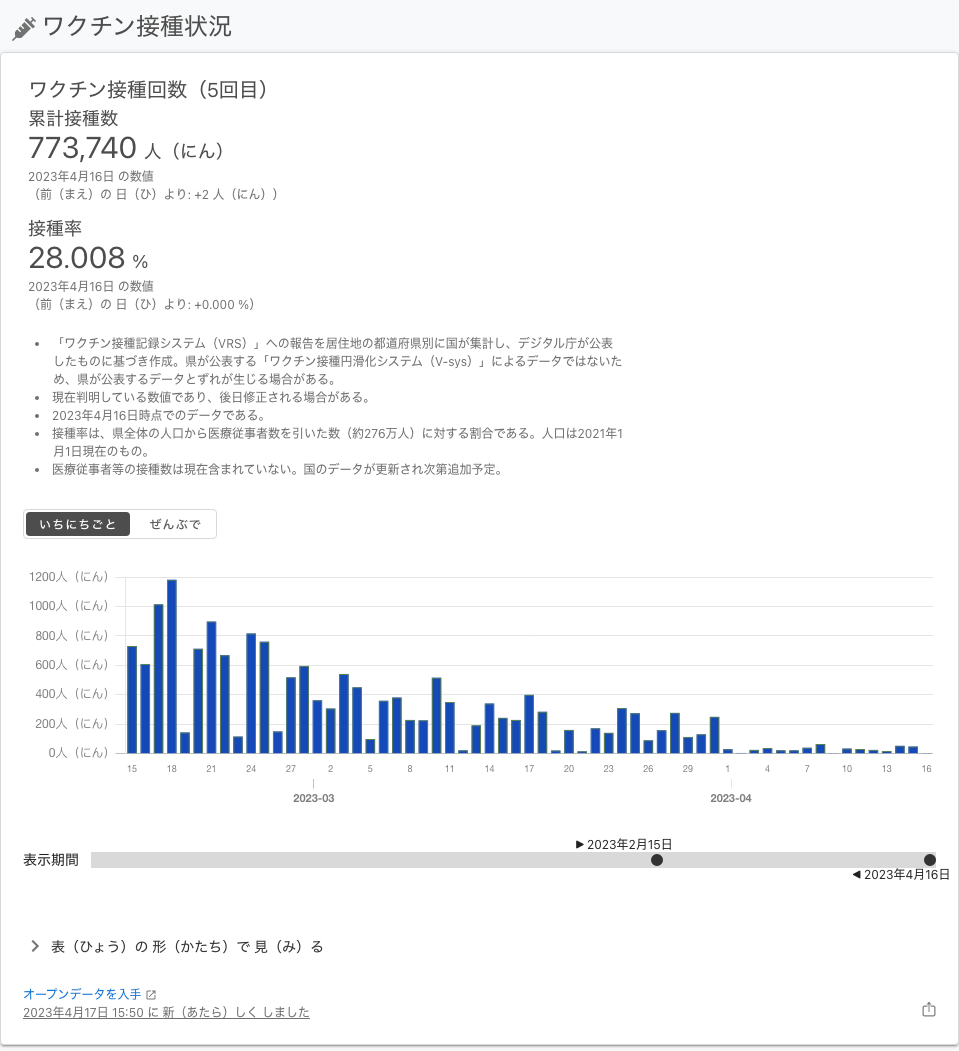 ワクチン接種状況
ワクチン接種回数（5回目）
累計接種数
773,740 人（にん）
2023年4月16日 の数値
（前（まえ）の 日（ひ）より: +2 人（にん））
接種率
28.008 %
2023年4月16日 の数値
（前（まえ）の 日（ひ）より: +0.000 %）
• 「ワクチン接種記録システム（VRS）」への報告を居住地の都道府県別に国が集計し、デジタル庁が公表
したものに基づき作成。県が公表する「ワクチン接種円滑化システム（V-sys）」によるデータではないた
め、県が公表するデータとずれが生じる場合がある。
• 現在判明している数値であり、後日修正される場合がある。
• 2023年4月16日時点でのデータである。
• 接種率は、県全体の人口から医療従事者数を引いた数（約276万人）に対する割合である。人口は2021年1
月1日現在のもの。
• 医療従事者等の接種数は現在含まれていない。国のデータが更新され次第追加予定。
いちにちごと ぜんぶで
1200人（にん）
1000人（にん）
800人（にん）
600人（にん）
400人（にん）
200人（にん）
0人（にん）
15 18 21 24 27 2 5 8 11 14 17 20 23 26 29 1 4 7 10 13 16
2023-03 2023-04
▶ 2023年2月15日
表示期間
◀ 2023年4月16日
表（ひょう）の 形（かたち）で 見（み）る
オープンデータを入手
2023年4月17日 15:50 に 新（あたら）しく しました